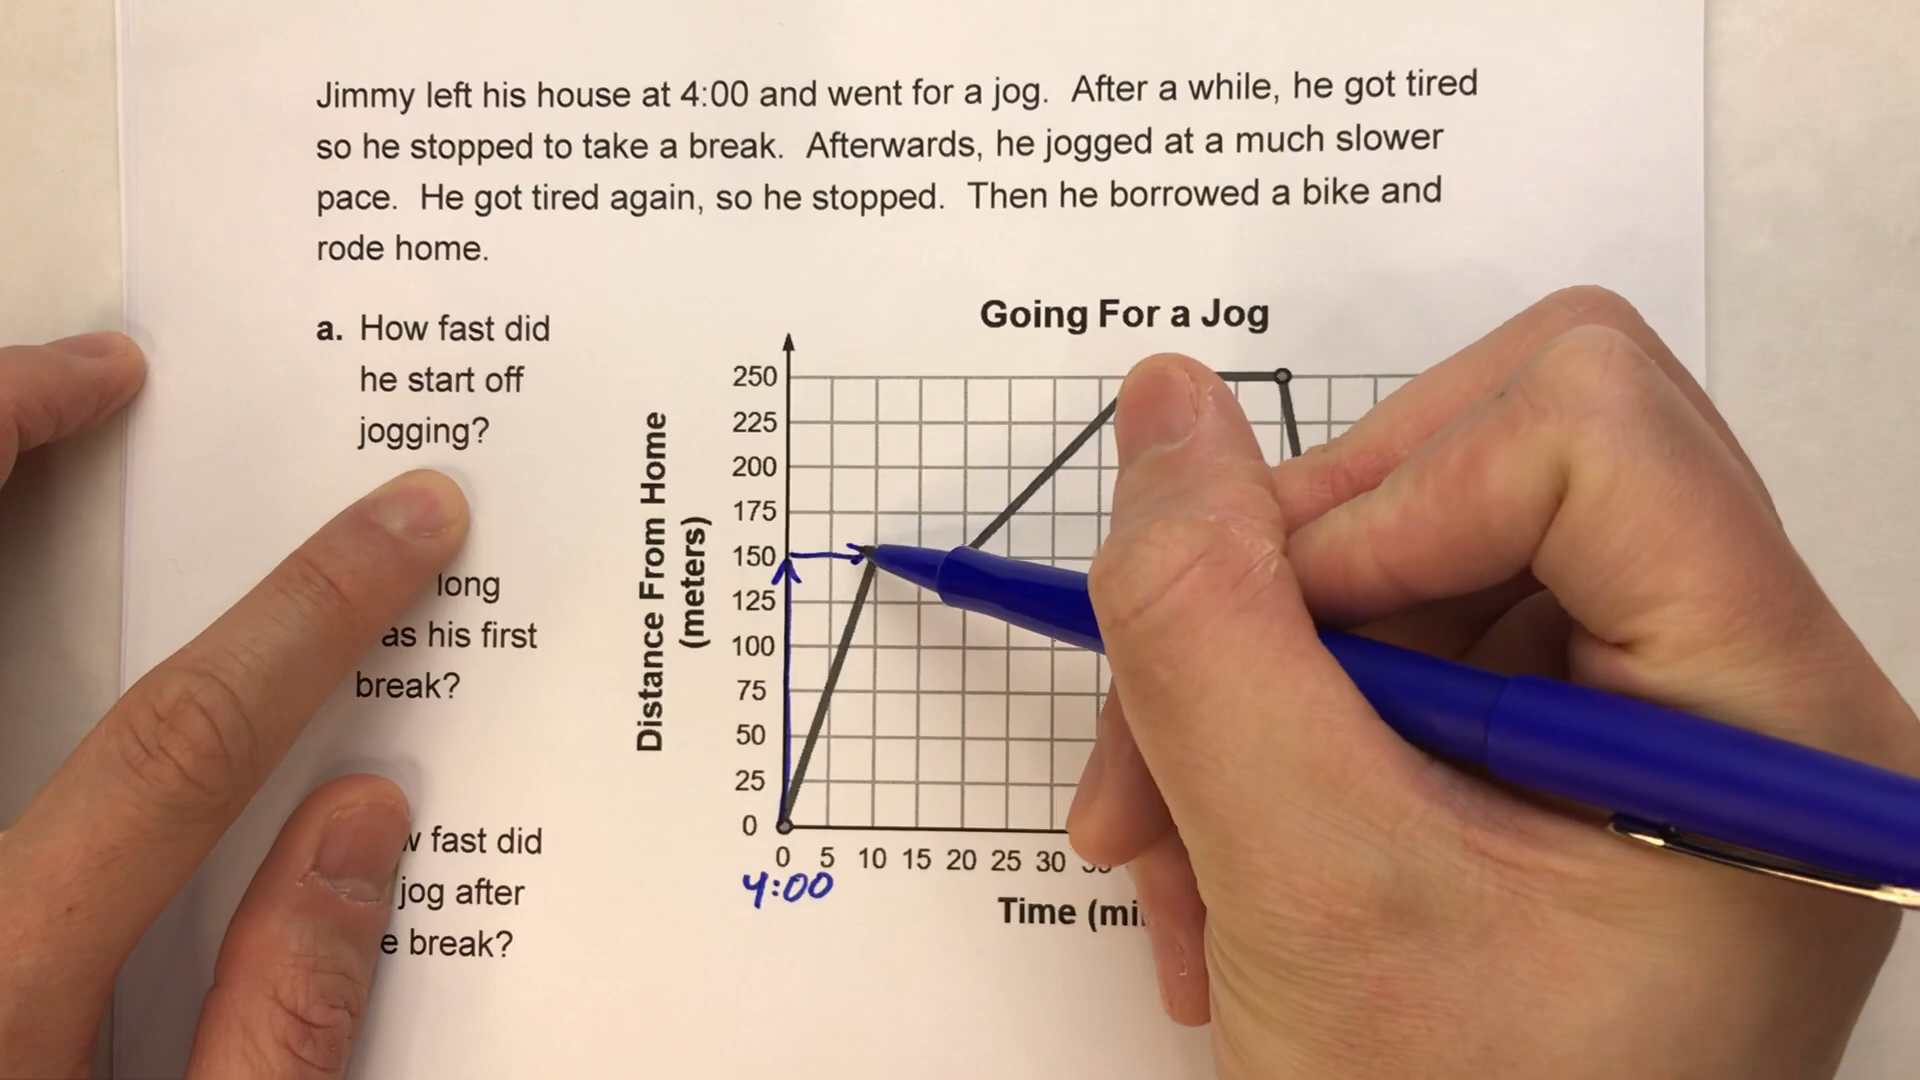 Jimmy left his house at 4:00 and went for a jog. After a while, he got tired
so he stopped to take a break. Afterwards, he jogged at a much slower
pace. He got tired again, so he stopped. Then he borrowed a bike and
rode home.
a. How fast did
he start off
jogging?
long
as his first
break?
fast did
jog after
break?
Going For a Jog
Distance From Home
(meters)
250
225
200
175
150
125
100
75
50
25
0
0 5 10 15 20 25 30
4:00
Time